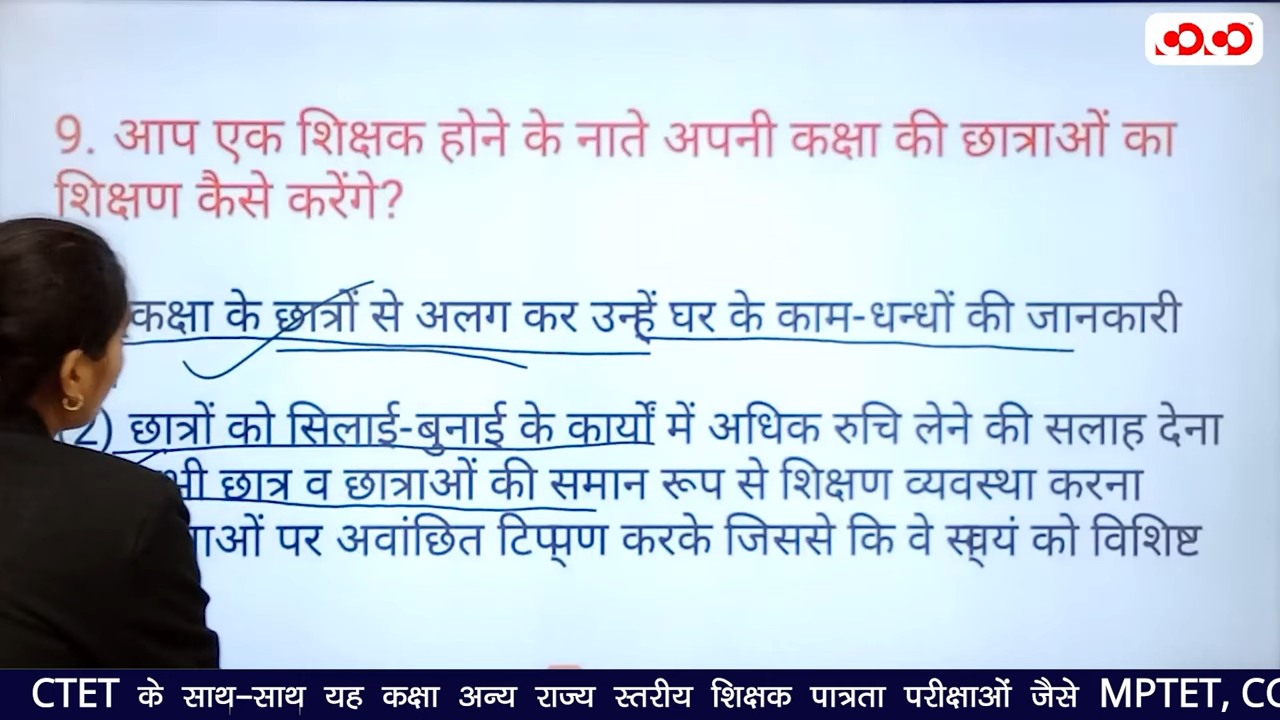 9. आप एक शिक्षक होने के नाते अपनी कक्षा की छात्राओं का
शिक्षण कैसे करेंगे?
कक्षा के छात्रों से अलग कर उन्हें घर के काम-धन्धों की जानकारी
(2) छात्रों को सिलाई-बुनाई के कार्यों में अधिक रुचि लेने की सलाह देना
छात्र व छात्राओं की समान रूप से शिक्षण व्यवस्था करना
पर अवांछित टिप्पण करके जिससे कि वे स्वयं को विशिष्ट
CTET के साथ-साथ यह कक्षा अन्य राज्य स्तरीय शिक्षक पात्रता परीक्षाओं जैसे MPTET,